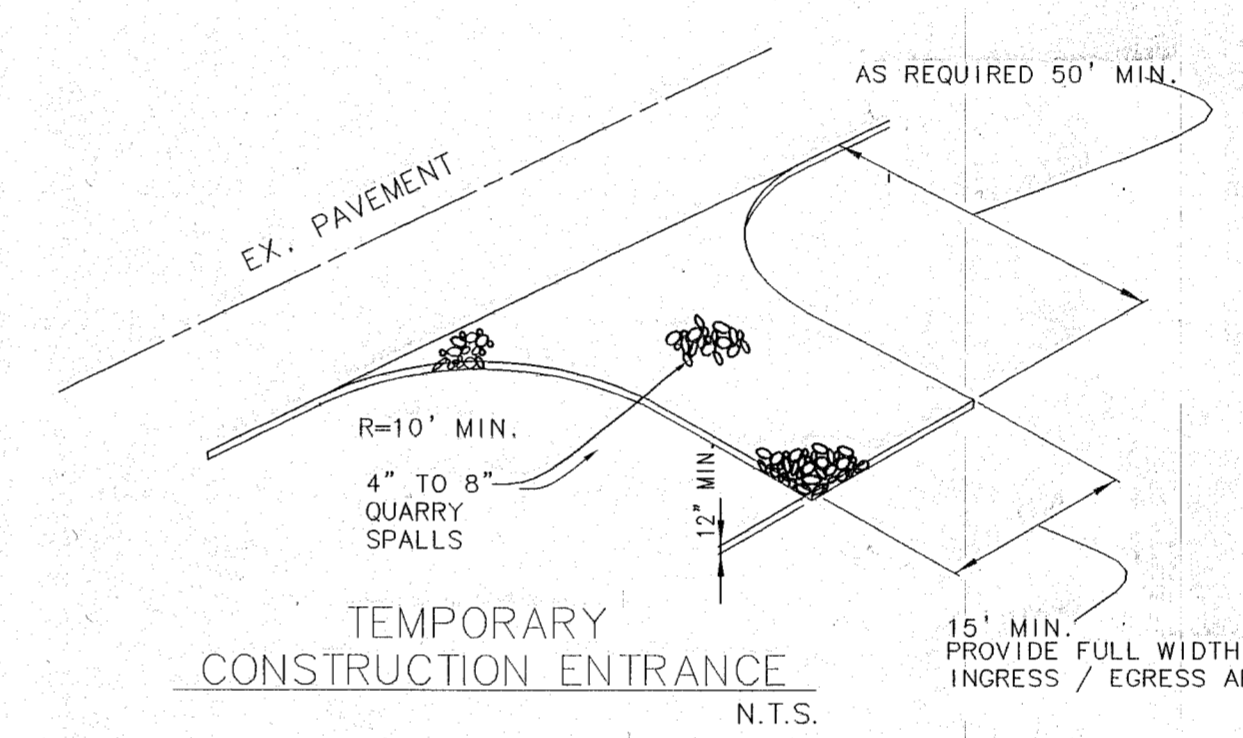 AS REQUIRED 50' MIN.
EX. PAVEMENT
R=10' MIN.
4" TO 8"
QUARRY
SPALLS
12" MIN.
15' MIN.
PROVIDE FULL WIDTH
INGRESS / EGRESS
TEMPORARY
CONSTRUCTION ENTRANCE
N.T.S.